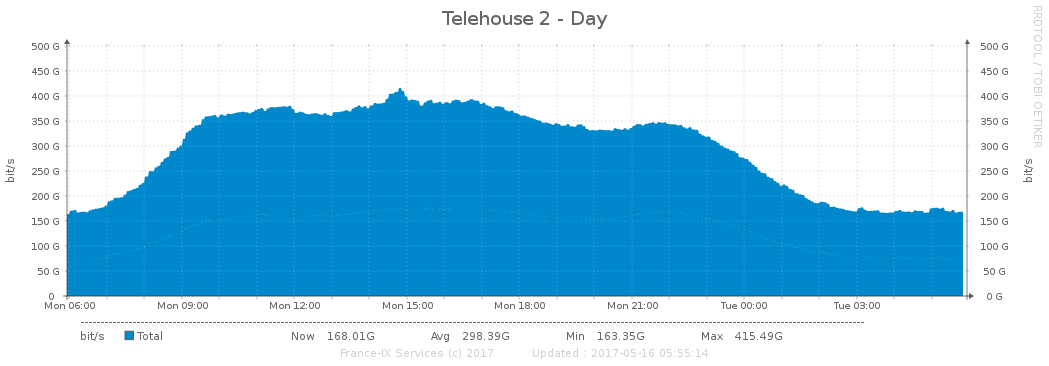 Telehouse 2 - Day
RRDTOOL / TOBI OETIKER
bit/s
bit/s
500 G 500 G
450 G 450 G
400 G 400 G
350 G 350 G
300 G 300 G
250 G 250 G
200 G 200 G
150 G 150 G
100 G 100 G
50 G 50 G
0 0 G
Mon 06:00 Mon 09:00 Mon 12:00 Mon 15:00 Mon 18:00 Mon 21:00 Tue 00:00 Tue 03:00
bit/s Total Now 168.01G Avg 298.39G Min 163.35G Max 415.49G
France-IX Services (c) 2017 Updated : 2017-05-16 05:55:14